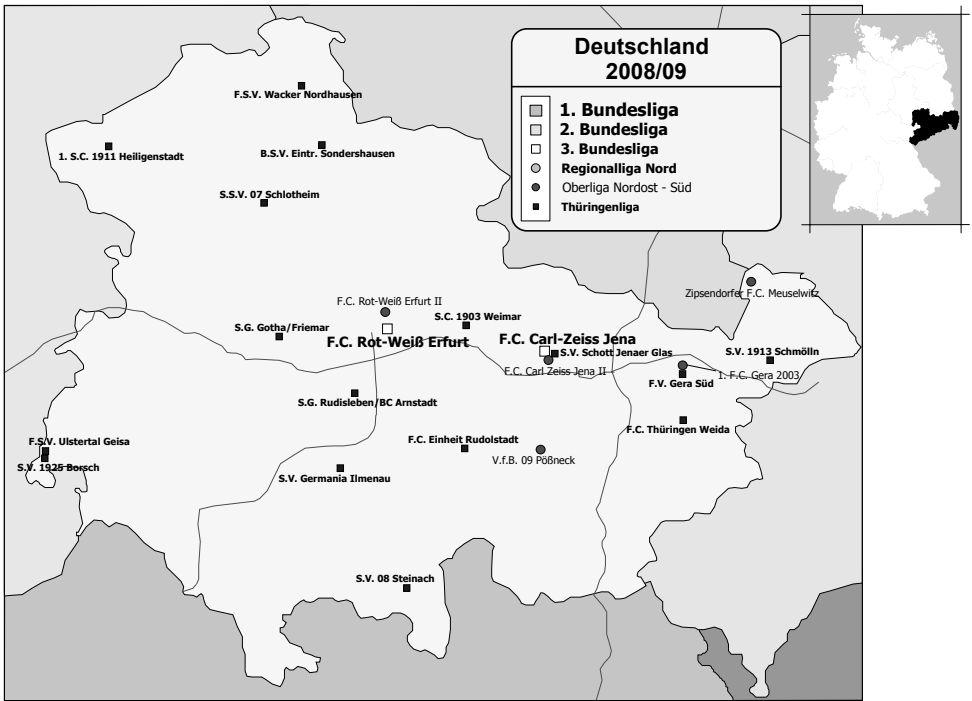 Deutschland
2008/09
1. Bundesliga
2. Bundesliga
3. Bundesliga
Regionalliga Nord
Oberliga Nordost - Süd
Thüringenliga
F.S.V. Wacker Nordhausen
1. S.C. 1911 Heiligenstadt
B.S.V. Eintr. Sondershausen
S.S.V. 07 Schlotheim
Zipsendorfer F.C. Meuselwitz
F.C. Rot-Weiß Erfurt II
S.C. 1903 Weimar
S.G. Gotha/Friemar
F.C. Rot-Weiß Erfurt
F.C. Carl-Zeiss Jena
S.V. Schott Jenaer Glas
S.V. 1913 Schmölln
F.C. Carl Zeiss Jena II
1. F.C. Gera 2003
F.V. Gera Süd
S.G. Rudisleben/BC Arnstadt
F.C. Thüringen Weida
F.S.V. Ulstertal Geisa
F.C. Einheit Rudolstadt
V.f.B. 09 Pößneck
S.V. 1925 Borsch
S.V. Germania Ilmenau
S.V. 08 Steinach